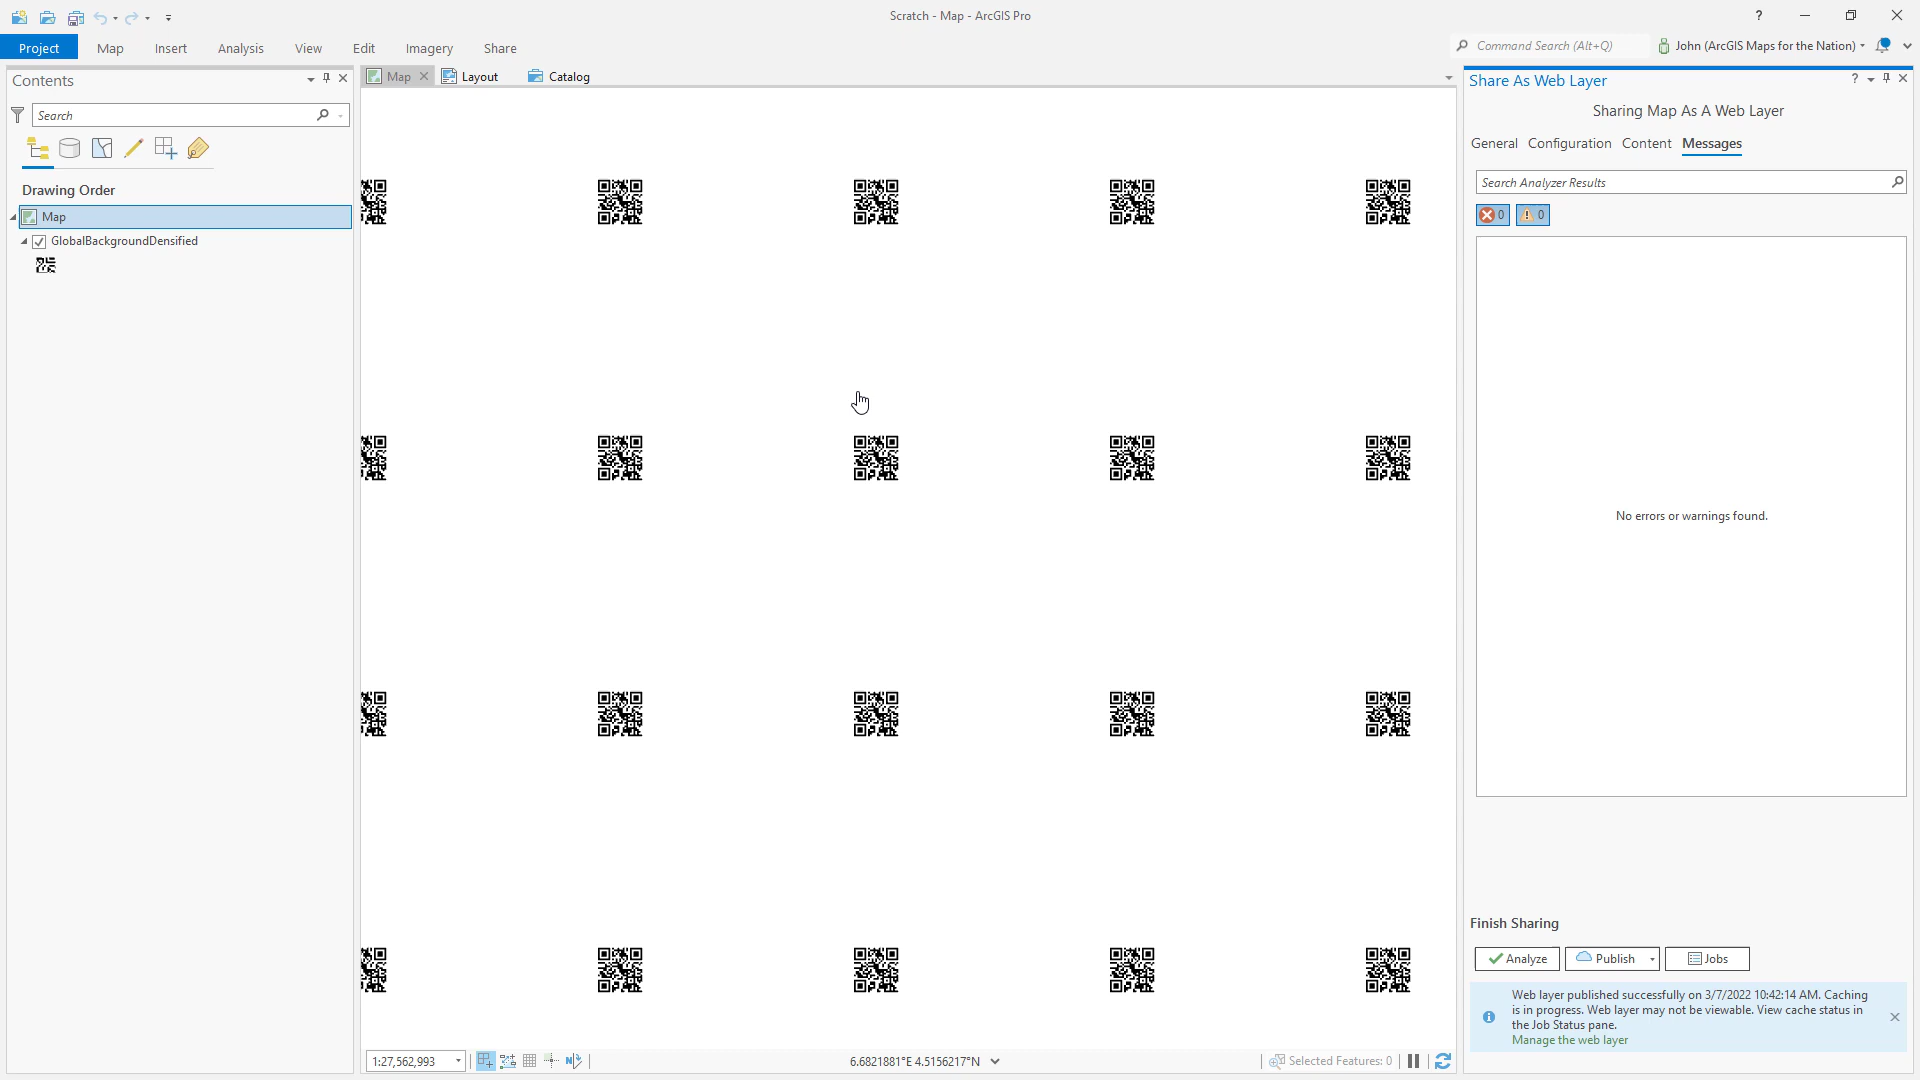 Scratch - Map - ArcGIS Pro
?
Project
Map
Insert
Analysis
View
Edit
Imagery
Share
Command Search (Alt+Q)
John (ArcGIS Maps for the Nation)
Contents
Search
Drawing Order
Map
GlobalBackgroundDensified
Map
Layout
Catalog
1:27,562,993
6.6821881°E 4.5156217°N
Selected Features: 0
Share As Web Layer
?
Sharing Map As A Web Layer
General
Configuration
Content
Messages
Search Analyzer Results
0
0
No errors or warnings found.
Finish Sharing
Analyze
Publish
Jobs
Web layer published successfully on 3/7/2022 10:42:14 AM. Caching
is in progress. Web layer may not be viewable. View cache status in
the Job Status pane.
Manage the web layer